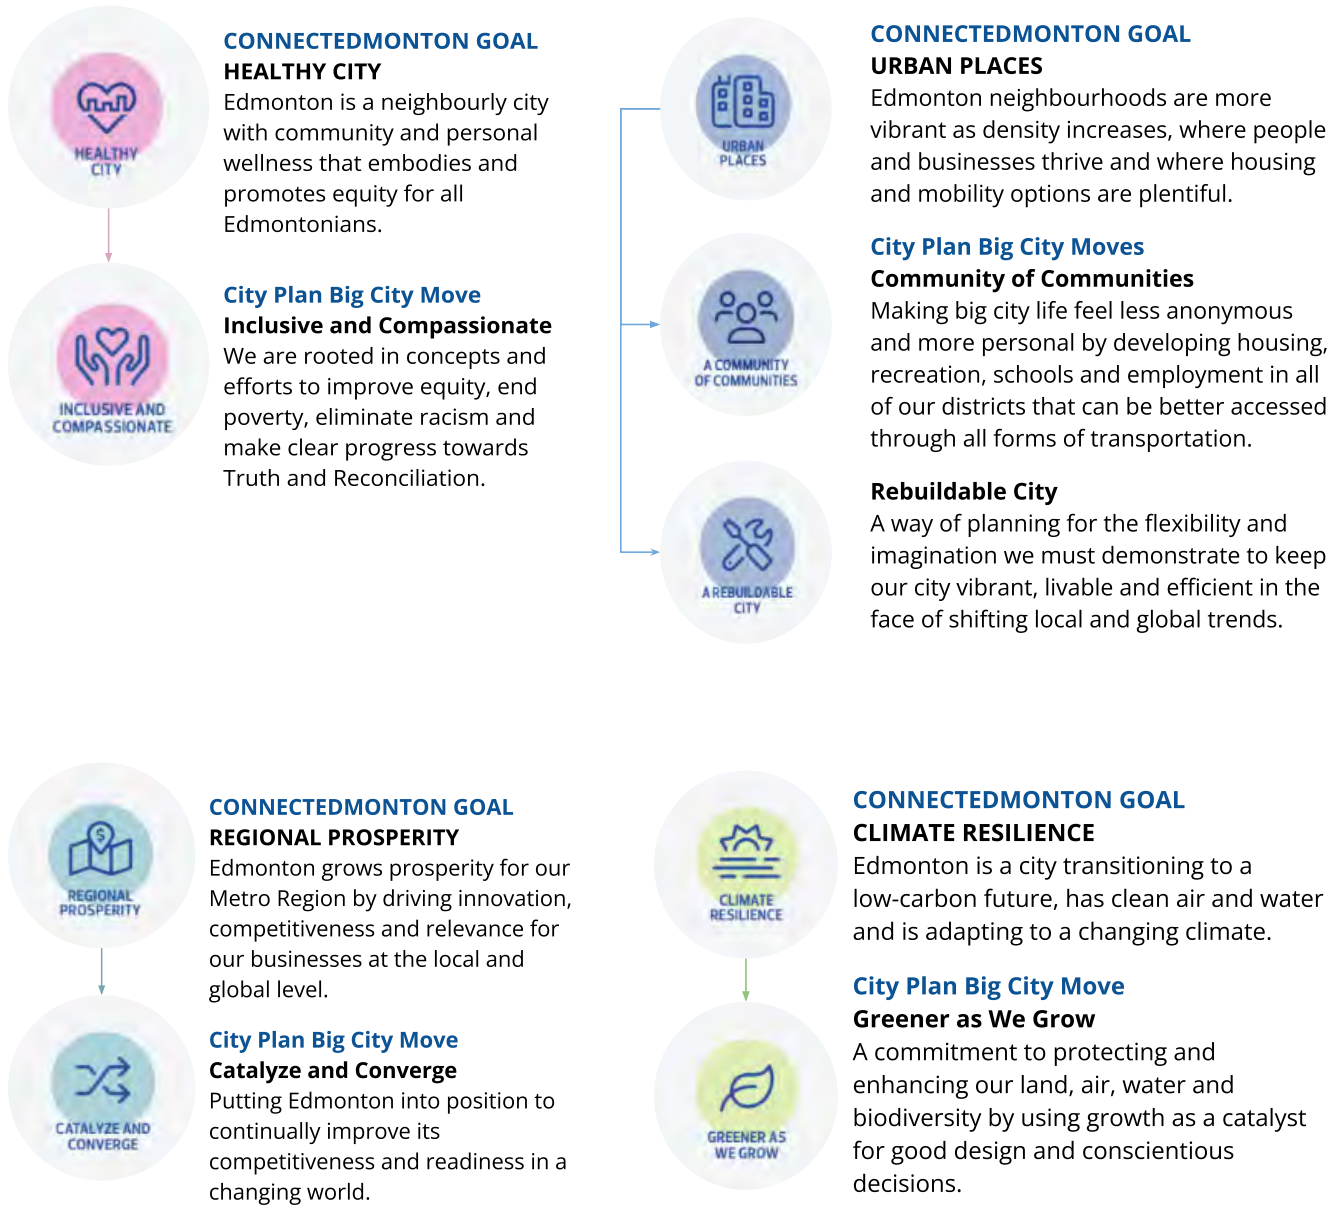 HEALTHY
CITY
CONNECTEDMONTON GOAL
HEALTHY CITY
Edmonton is a neighbourly city
with community and personal
wellness that embodies and
promotes equity for all
Edmontonians.
INCLUSIVE AND
COMPASSIONATE
City Plan Big City Move
Inclusive and Compassionate
We are rooted in concepts and
efforts to improve equity, end
poverty, eliminate racism and
make clear progress towards
Truth and Reconciliation.
URBAN
PLACES
CONNECTEDMONTON GOAL
URBAN PLACES
Edmonton neighbourhoods are more
vibrant as density increases, where people
and businesses thrive and where housing
and mobility options are plentiful.
A COMMUNITY
OF COMMUNITIES
City Plan Big City Moves
Community of Communities
Making big city life feel less anonymous
and more personal by developing housing,
recreation, schools and employment in all
of our districts that can be better accessed
through all forms of transportation.
A REBUILDABLE
CITY
Rebuildable City
A way of planning for the flexibility and
imagination we must demonstrate to keep
our city vibrant, livable and efficient in the
face of shifting local and global trends.
$
REGIONAL
PROSPERITY
CONNECTEDMONTON GOAL
REGIONAL PROSPERITY
Edmonton grows prosperity for our
Metro Region by driving innovation,
competitiveness and relevance for
our businesses at the local and
global level.
CATALYZE AND
CONVERGE
City Plan Big City Move
Catalyze and Converge
Putting Edmonton into position to
continually improve its
competitiveness and readiness in a
changing world.
CLIMATE
RESILIENCE
CONNECTEDMONTON GOAL
CLIMATE RESILIENCE
Edmonton is a city transitioning to a
low-carbon future, has clean air and water
and is adapting to a changing climate.
GREENER AS
WE GROW
City Plan Big City Move
Greener as We Grow
A commitment to protecting and
enhancing our land, air, water and
biodiversity by using growth as a catalyst
for good design and conscientious
decisions.